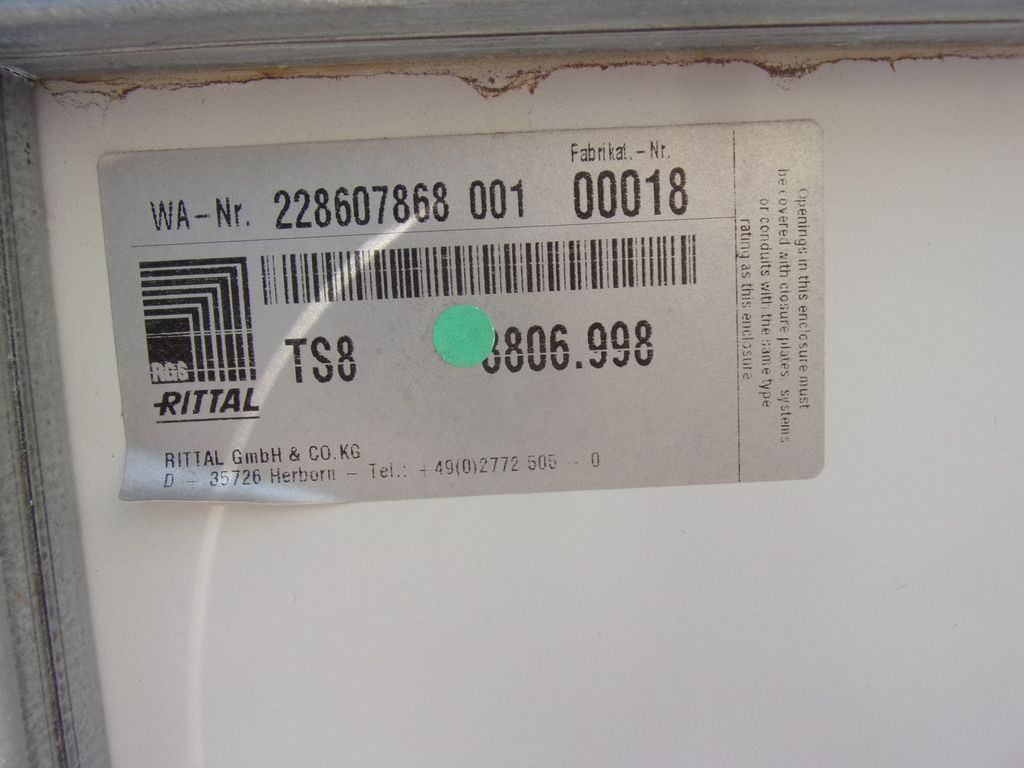 Fabrikat.-Nr.
WA-Nr. 228607868 001 00018
RGS
RITTAL
TS8 8806.998
RITTAL GmbH & CO.KG
D - 35726 Herborn - Tel.: +49(0)2772 505 - 0
Openings in this enclosure must
be covered with closure plates, systems
or conduits with the same type
rating as this enclosure